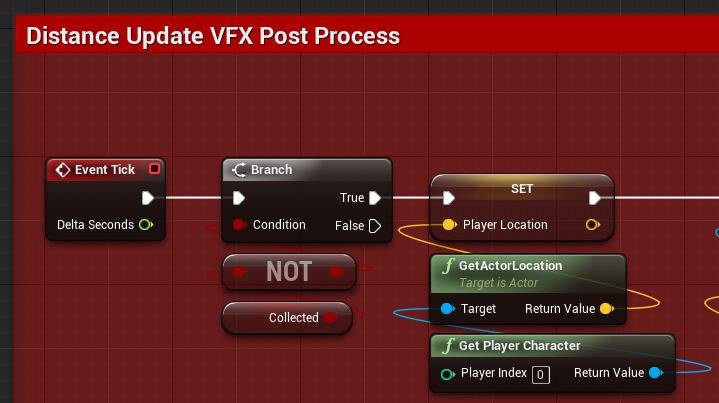 Distance Update VFX Post Process
Event Tick
Delta Seconds
Branch
True
Condition
False
SET
Player Location
NOT
Collected
GetActorLocation
Target is Actor
Target
Return Value
Get Player Character
Player Index 0
Return Value